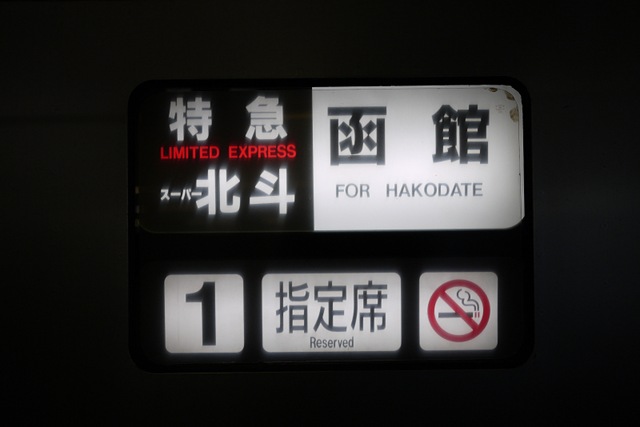 特急
LIMITED EXPRESS
スーパー北斗
函館
FOR HAKODATE
1
指定席
Reserved